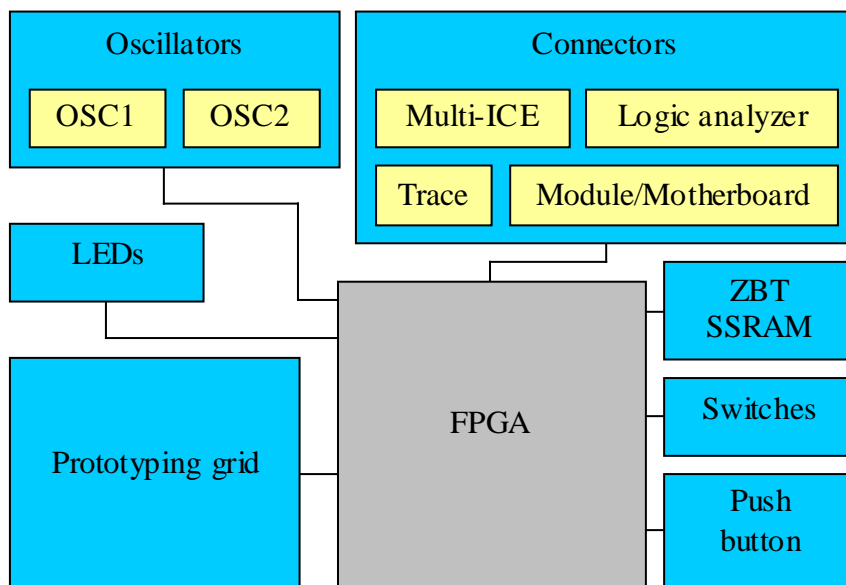 Oscillators
OSC1
OSC2
Connectors
Multi-ICE
Logic analyzer
Trace
Module/Motherboard
LEDs
ZBT
SSRAM
FPGA
Switches
Prototyping grid
Push
button